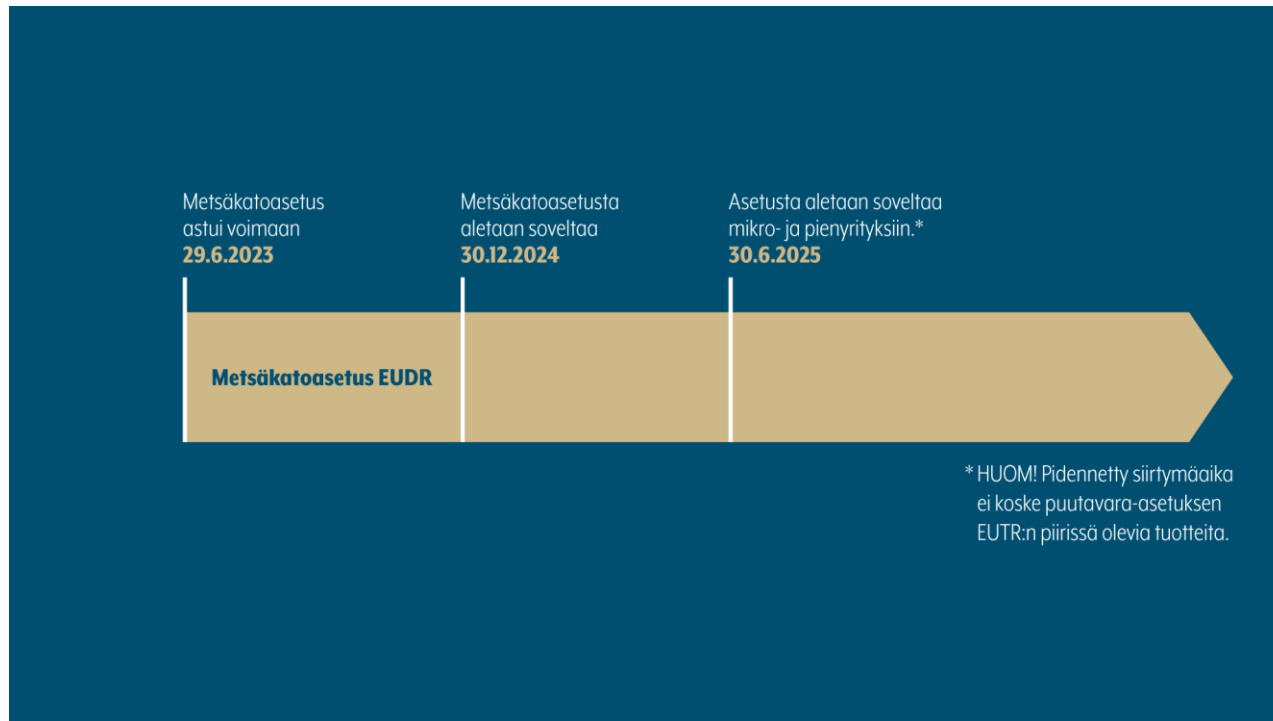 Metsäkatoasetus
astui voimaan
29.6.2023
Metsäkatoasetusta
aletaan soveltaa
30.12.2024
Asetusta aletaan soveltaa
mikro- ja pienyrityksiin.*
30.6.2025
Metsäkatoasetus EUDR
* HUOM! Pidennetty siirtymäaika
ei koske puutavara-asetuksen
EUTR:n piirissä olevia tuotteita.